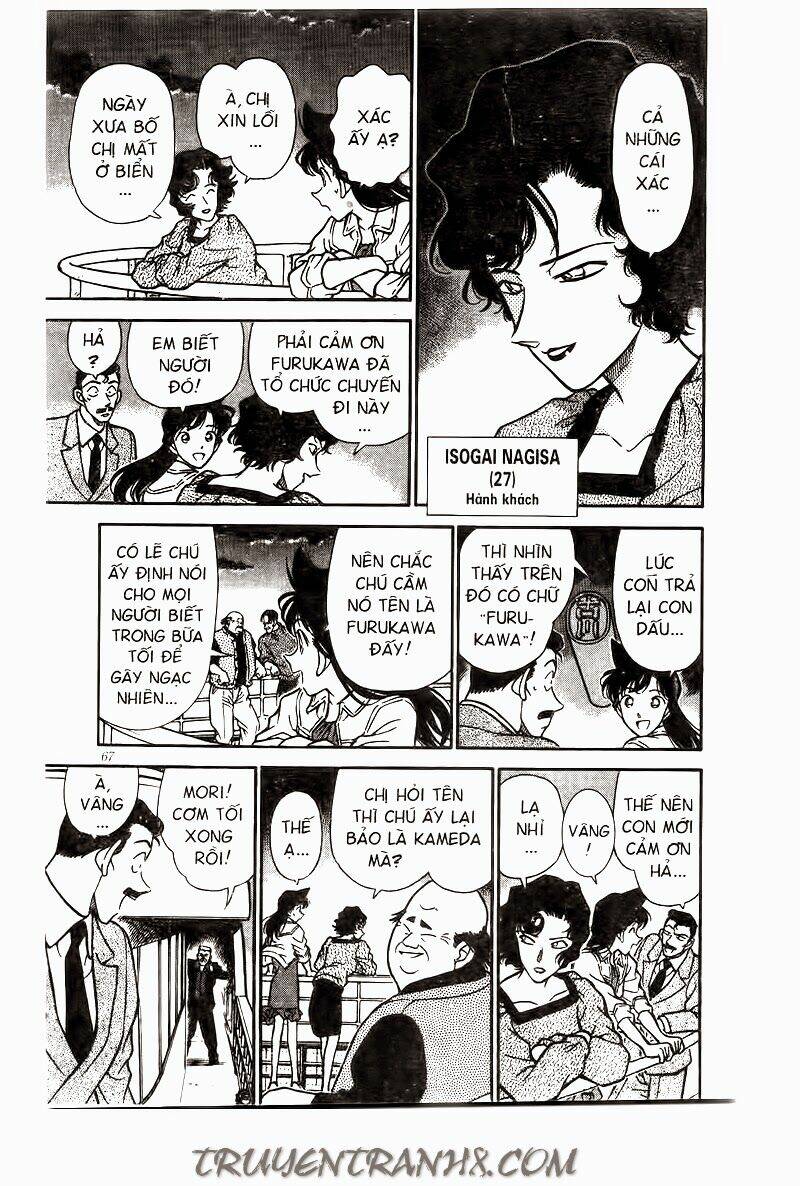 CẢ
NHỮNG
CÁI
XÁC
...
ISOGAI NAGISA
(27)
Hành khách
XÁC
ẤY Ạ?
À, CHỊ
XIN LỖI
...
NGÀY
XƯA BỐ
CHỊ MẤT
Ở BIỂN
...
PHẢI CẢM ƠN
FURUKAWA ĐÃ
TỔ CHỨC CHUYẾN
ĐI NÀY ...
EM BIẾT
NGƯỜI
ĐÓ!
HẢ
?
LÚC
CON TRẢ
LẠI CON
DẤU...
THÌ NHÌN
THẤY TRÊN
ĐÓ CÓ CHỮ
"FURU-
KAWA"!
NÊN CHẮC
CHÚ CẦM
NÓ TÊN LÀ
FURUKAWA
ĐẤY!
CÓ LẼ CHÚ
ẤY ĐỊNH NÓI
CHO MỌI
NGƯỜI BIẾT
TRONG BỮA
TỐI ĐỂ
GÂY NGẠC
NHIÊN...
67
THẾ NÊN
CON MỚI
CẢM ƠN
HẢ...
VÂNG!
LẠ
NHỈ
...
CHỊ HỎI TÊN
THÌ CHÚ ẤY LẠI
BẢO LÀ KAMEDA
MÀ?
THẾ
Ạ...
MORI!
CƠM TỐI
XONG
RỒI!
À,
VÂNG
...
TRUYENTRANH8.COM